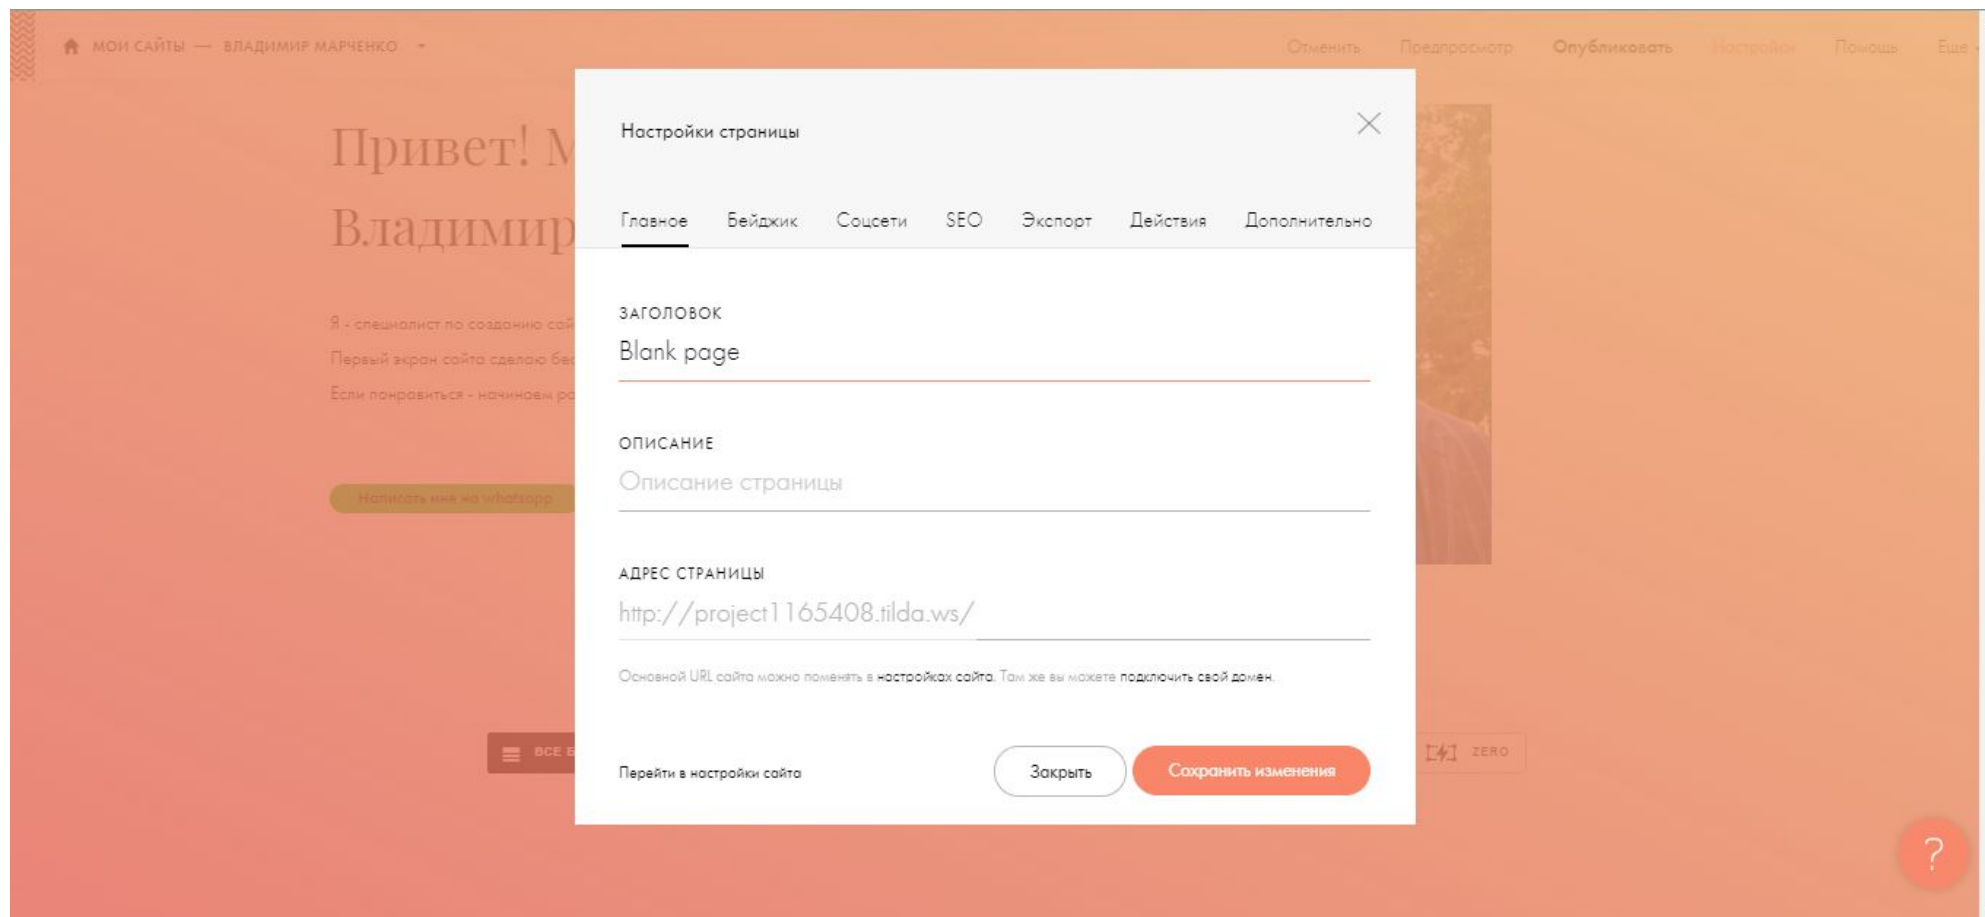 МОИ САЙТЫ — ВЛАДИМИР МАРЧЕНКО
Отменить Предпросмотр Опубликовать Настройки Помощь Еще
Привет! М
Владимир
Я - специалист по созданию сай
Первый экран сайта сделаю бес
Если понравиться - начинаем ра
Написать мне на whatsapp
Настройки страницы
Главное Бейджик Соцсети SEO Экспорт Действия Дополнительно
ЗАГОЛОВОК
Blank page
ОПИСАНИЕ
Описание страницы
АДРЕС СТРАНИЦЫ
http://project1165408.tilda.ws/
Основной URL сайта можно поменять в настройках сайта. Там же вы можете подключить свой домен.
Перейти в настройки сайта Закрыть Сохранить изменения
ВСЕ Б
ZERO
?